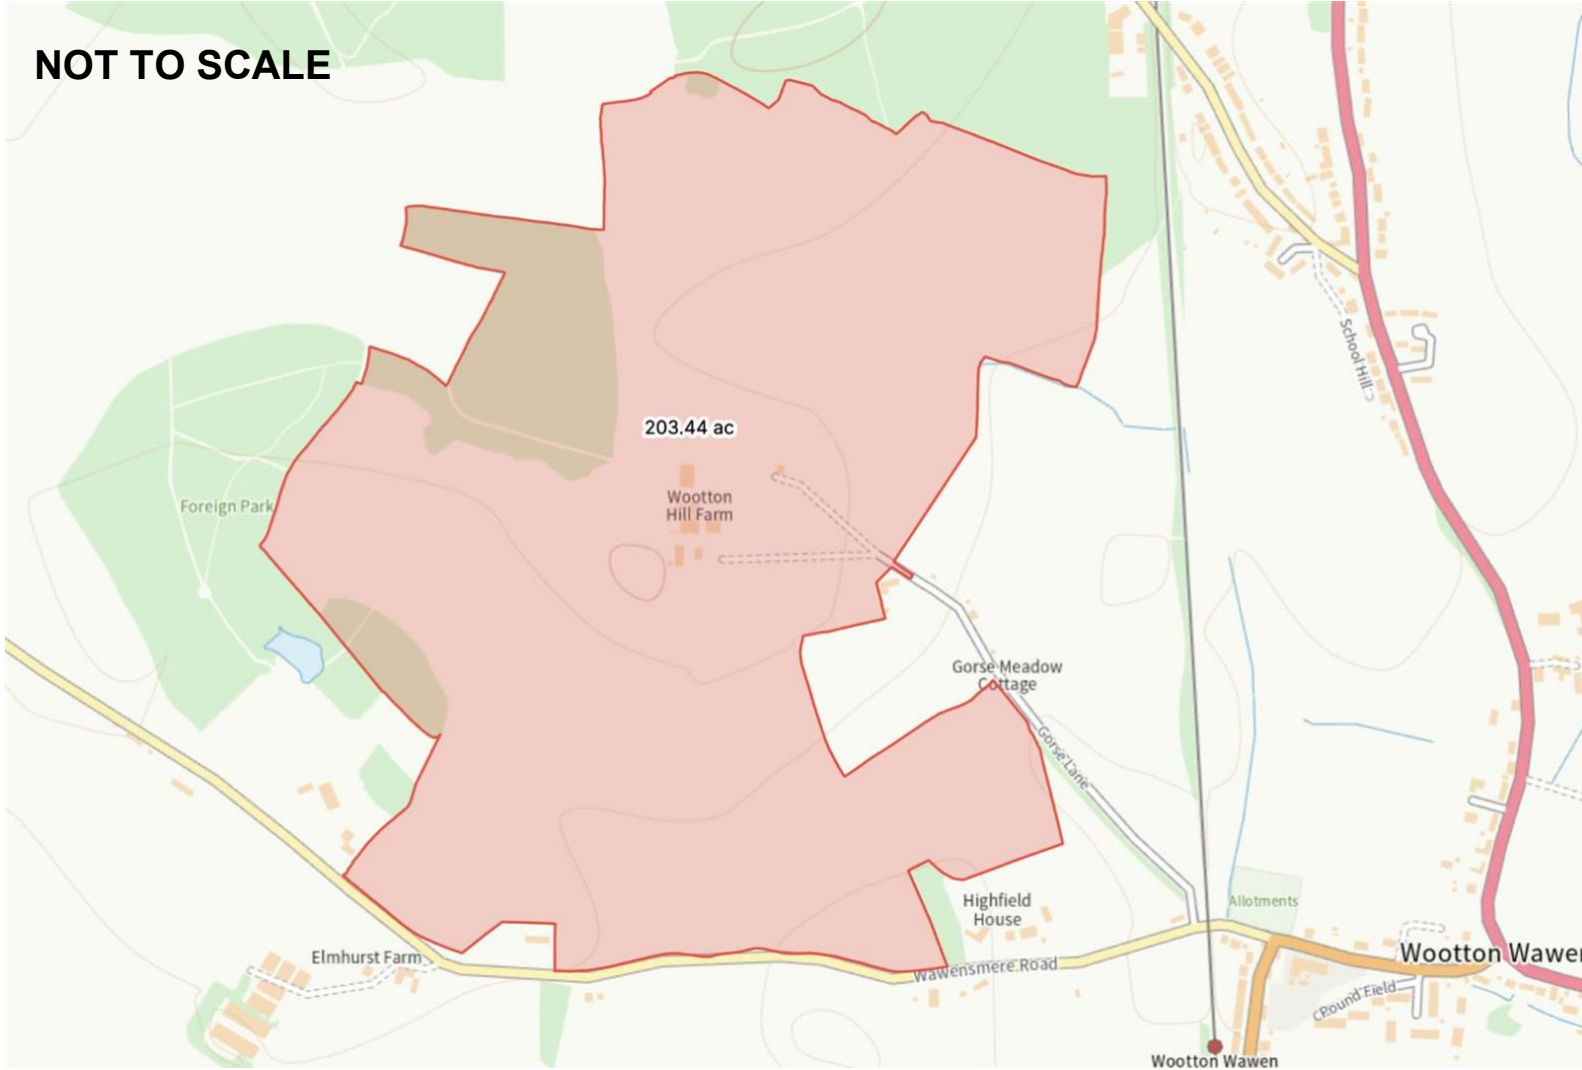 NOT TO SCALE
School Hill
203.44 ac
Wootton
Hill Farm
Foreign Park
Gorse Meadow
Cottage
Gorse Lane
Highfield
House
Allotments
Elmhurst Farm
Wawensmere Road
Wootton Wawen
Pound Field
Wootton Wawen